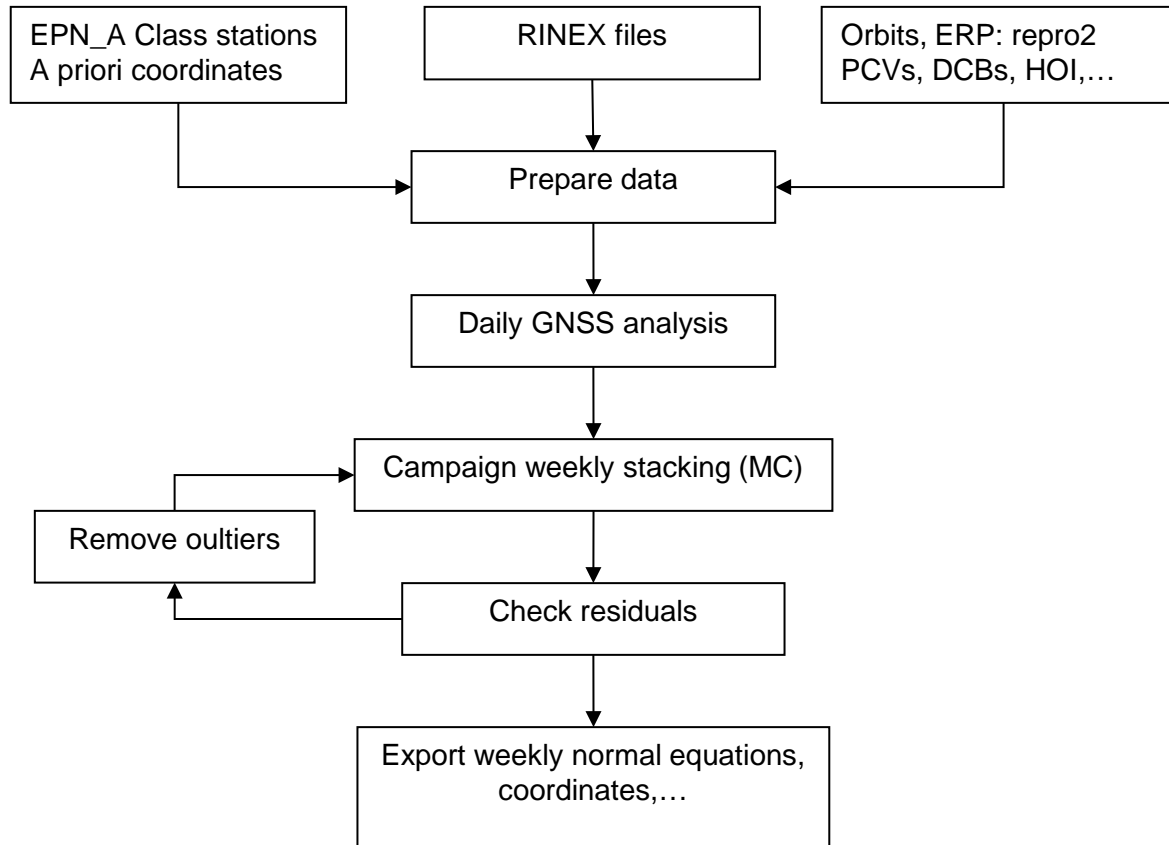 EPN_A Class stations
A priori coordinates
RINEX files
Orbits, ERP: repro2
PCVs, DCBs, HOI,…
Prepare data
Daily GNSS analysis
Campaign weekly stacking (MC)
Remove oultiers
Check residuals
Export weekly normal equations,
coordinates,…